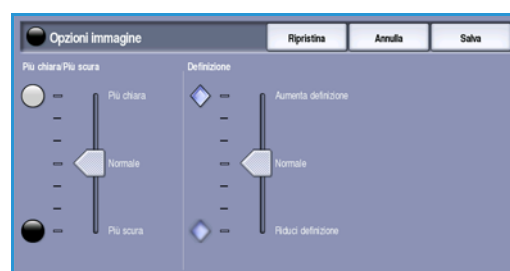 Opzioni immagine
Ripristina
Annulla
Salva
Più chiara/Più scura
Definizione
Più chiara
Normale
Più scura
Aumenta definizione
Normale
Riduci definizione